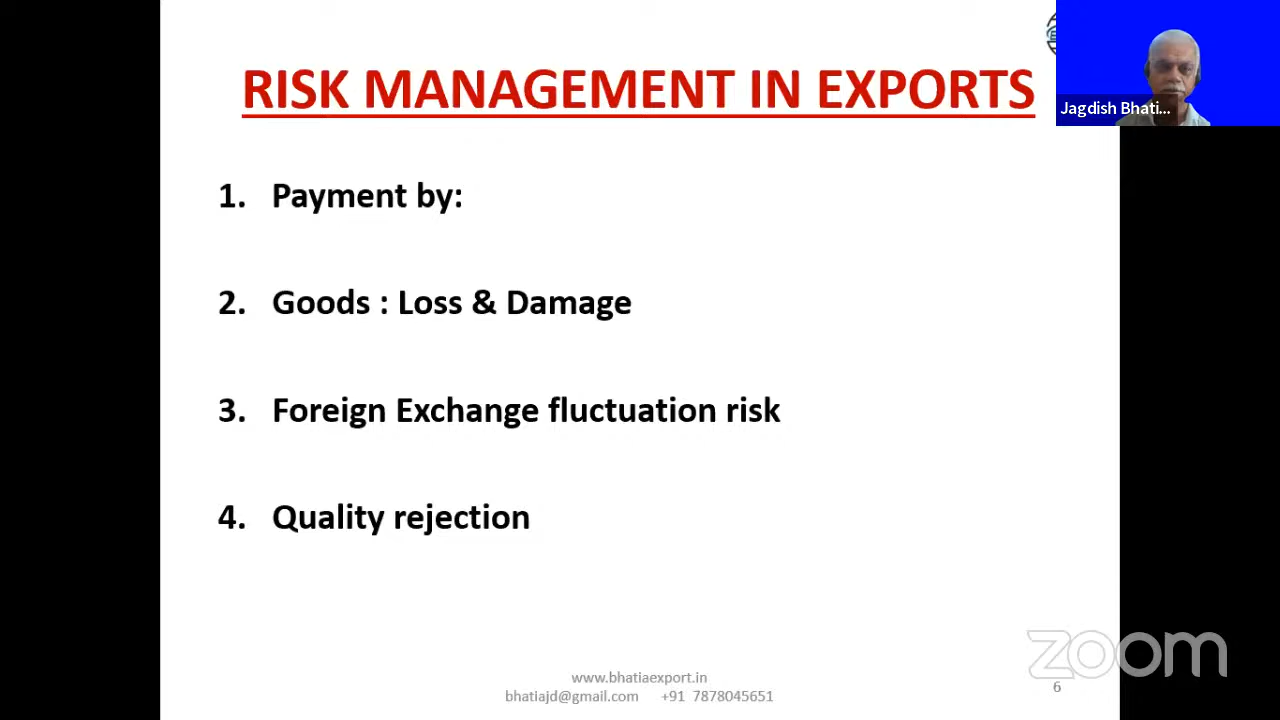 RISK MANAGEMENT IN EXPORTS
Jagdish Bhati...
1. Payment by:
2. Goods : Loss & Damage
3. Foreign Exchange fluctuation risk
4. Quality rejection
zoom
www.bhatiaexport.in
bhatiajd@gmail.com +91 7878045651
6